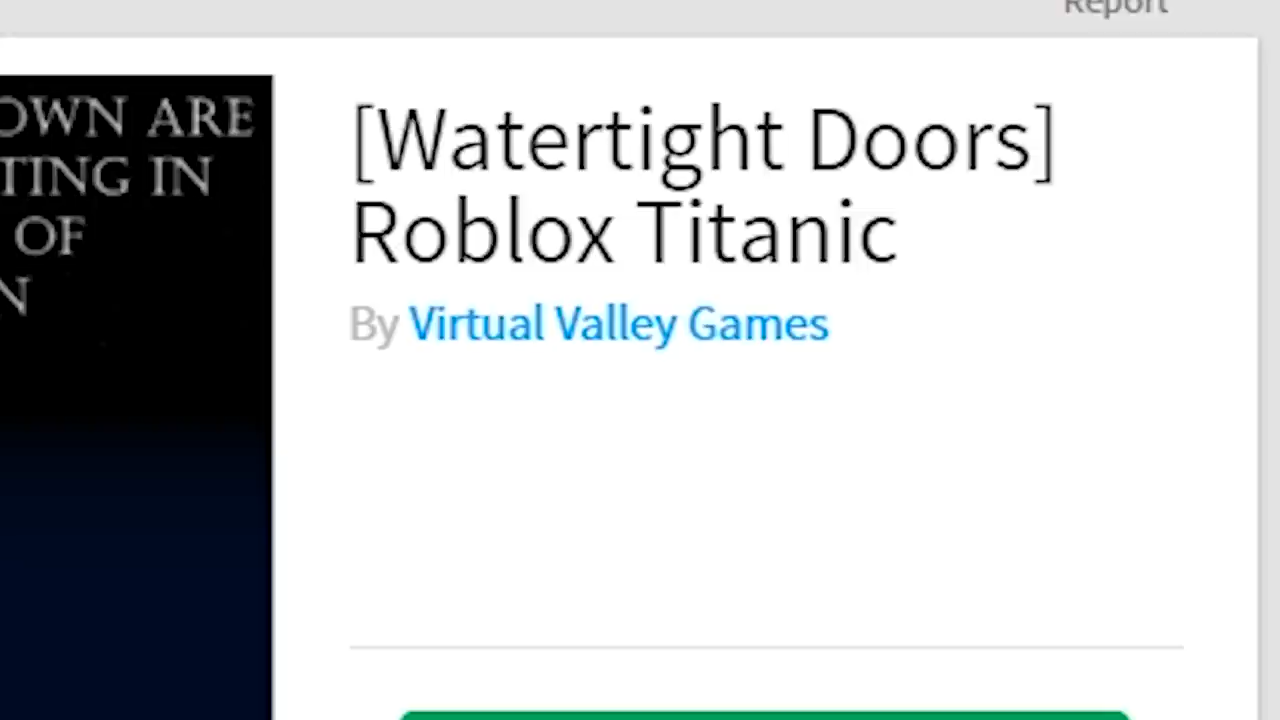 Report
OWN ARE
TING IN
OF
N
[Watertight Doors]
Roblox Titanic
By Virtual Valley Games